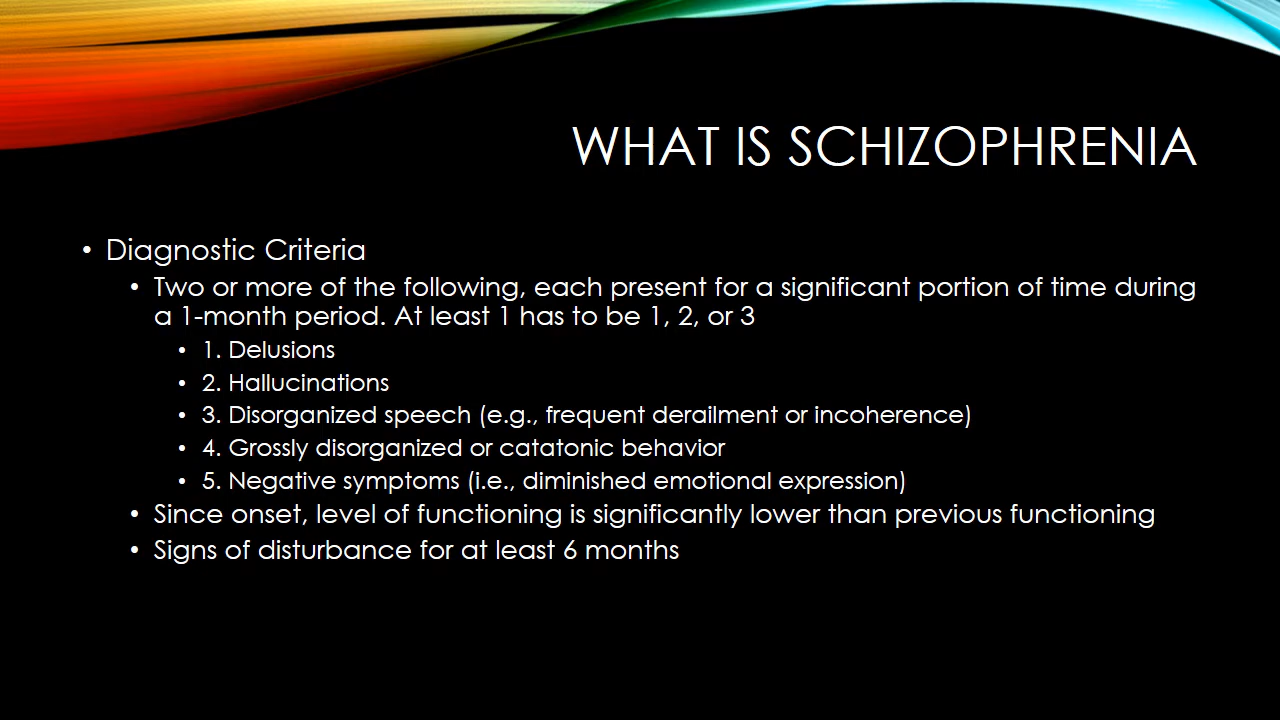 WHAT IS SCHIZOPHRENIA
• Diagnostic Criteria
• Two or more of the following, each present for a significant portion of time during
a 1-month period. At least 1 has to be 1, 2, or 3
• 1. Delusions
• 2. Hallucinations
• 3. Disorganized speech (e.g., frequent derailment or incoherence)
• 4. Grossly disorganized or catatonic behavior
• 5. Negative symptoms (i.e., diminished emotional expression)
• Since onset, level of functioning is significantly lower than previous functioning
• Signs of disturbance for at least 6 months